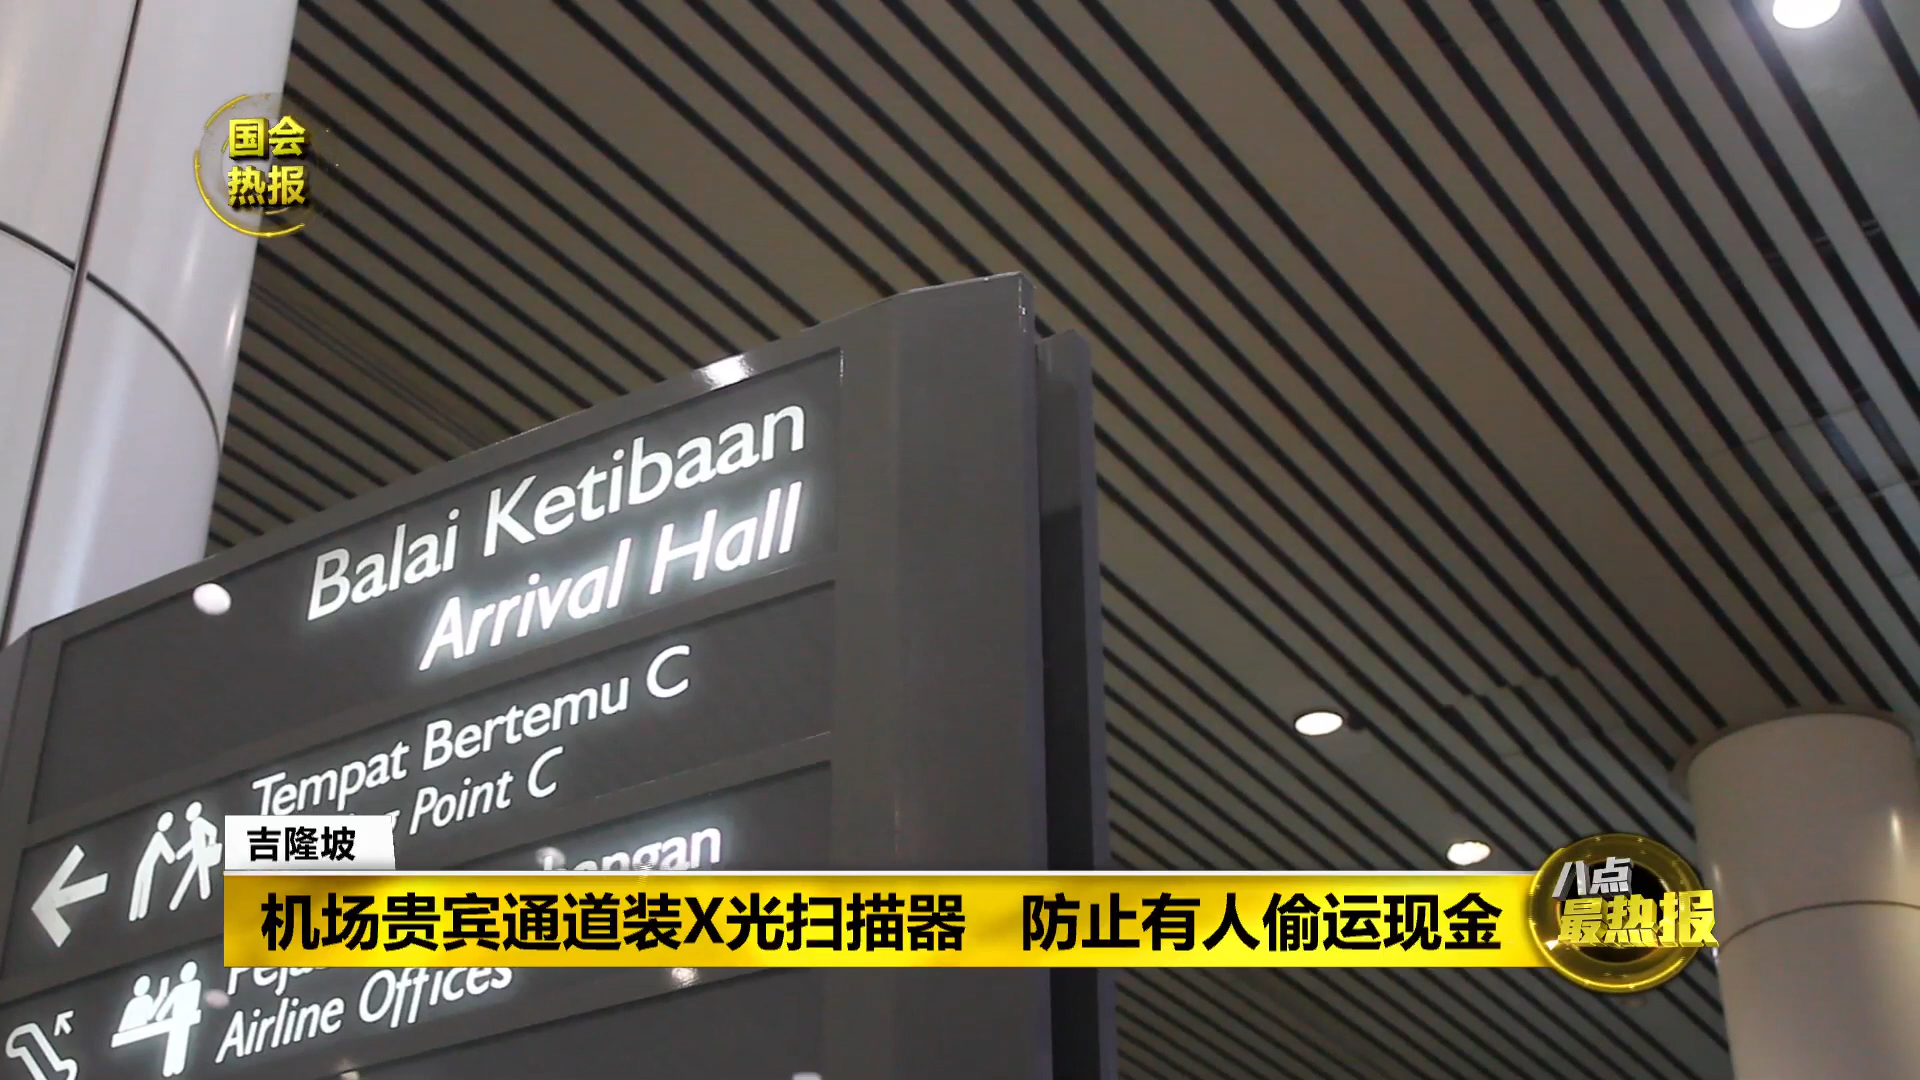 国会
热报
Balai Ketibaan
Arrival Hall
Tempat Bertemu C
Point C
吉隆坡
机场贵宾通道装X光扫描器 防止有人偷运现金
八点
最热报
Airline Offices